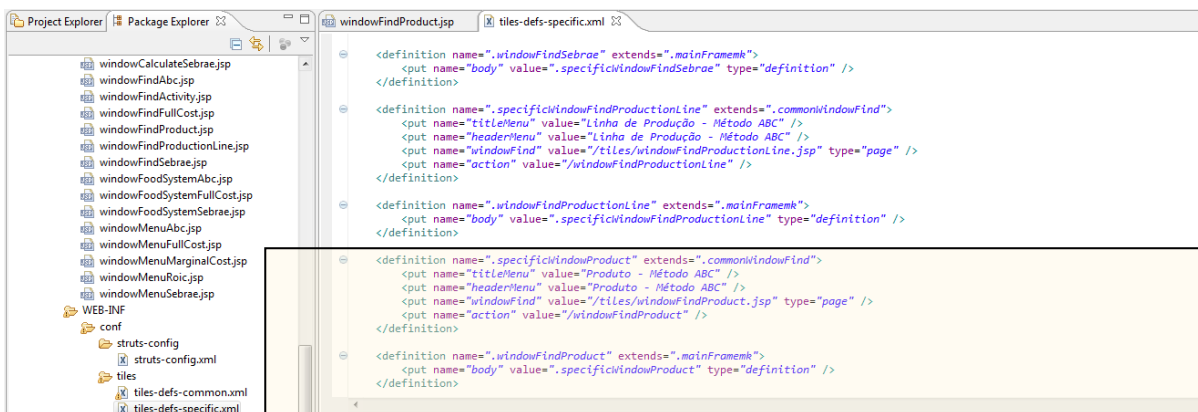 Project Explorer
Package Explorer
windowCalculateSebrae.jsp
windowFindAbc.jsp
windowFindActivity.jsp
windowFindFullCost.jsp
windowFindProduct.jsp
windowFindProductionLine.jsp
windowFindSebrae.jsp
windowFoodSystemAbc.jsp
windowFoodSystemFullCost.jsp
windowFoodSystemSebrae.jsp
windowMenuAbc.jsp
windowMenuFullCost.jsp
windowMenuMarginalCost.jsp
windowMenuRoic.jsp
windowMenuSebrae.jsp
WEB-INF
conf
struts-config
struts-config.xml
tiles
tiles-defs-common.xml
tiles-defs-specific.xml
windowFindProduct.jsp
tiles-defs-specific.xml
<definition name=".windowFindSebrae" extends=".mainFramemk">
<put name="body" value=".specificWindowFindSebrae" type="definition" />
</definition>
<definition name=".specificWindowFindProductionLine" extends=".commonWindowFind">
<put name="titleMenu" value="Linha de Produção - Método ABC" />
<put name="headerMenu" value="Linha de Produção - Método ABC" />
<put name="windowFind" value="/tiles/windowFindProductionLine.jsp" type="page" />
<put name="action" value="/windowFindProductionLine" />
</definition>
<definition name=".windowFindProductionLine" extends=".mainFramemk">
<put name="body" value=".specificWindowFindProductionLine" type="definition" />
</definition>
<definition name=".specificWindowProduct" extends=".commonWindowFind">
<put name="titleMenu" value="Produto - Método ABC" />
<put name="headerMenu" value="Produto - Método ABC" />
<put name="windowFind" value="/tiles/windowFindProduct.jsp" type="page" />
<put name="action" value="/windowFindProduct" />
</definition>
<definition name=".windowFindProduct" extends=".mainFramemk">
<put name="body" value=".specificWindowProduct" type="definition" />
</definition>